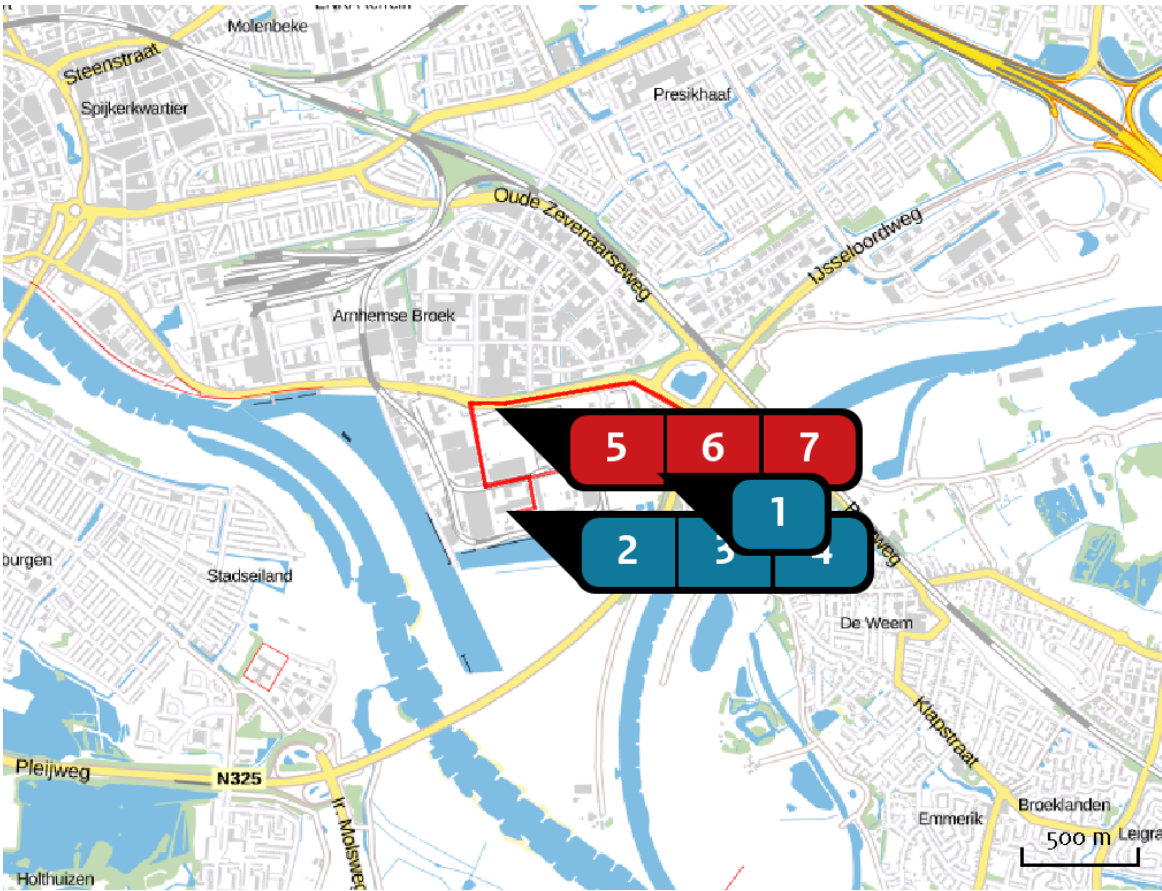 Molenbeke
Steenstraat
Spijkerkwartier
Presikhaaf
Oude Zevenaarseweg
IJsseloordweg
Arnhemse Broek
5 6 7
1
2 3 4
burgen
Stadseiland
De Weem
Klapstraat
Pleijweg
N325
Ir. Molsweg
Broeklanden
Emmerik
500 m
Leigra
Holthuizen